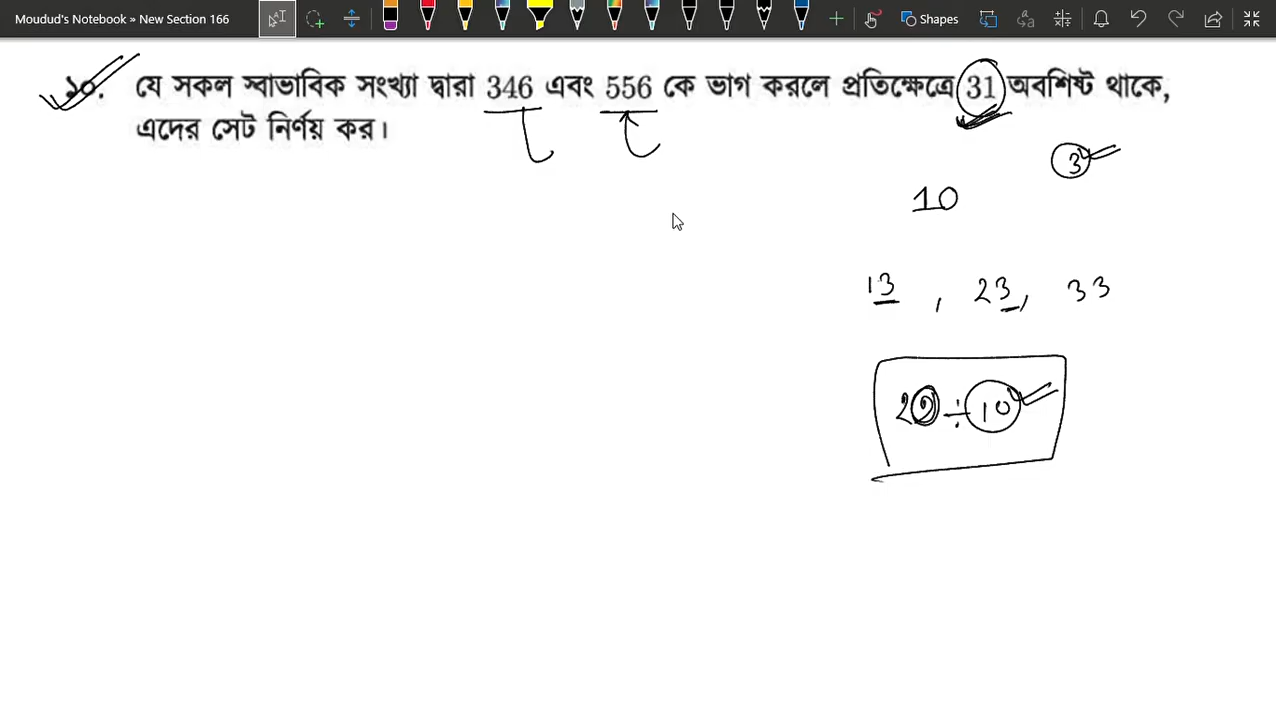 Moudud's Notebook » New Section 166
Shapes
১০. যে সকল স্বাভাবিক সংখ্যা দ্বারা 346 এবং 556 কে ভাগ করলে প্রতিক্ষেত্রে 31 অবশিষ্ট থাকে,
এদের সেট নির্ণয় কর।
3
10
13 , 23, 33
÷ 10